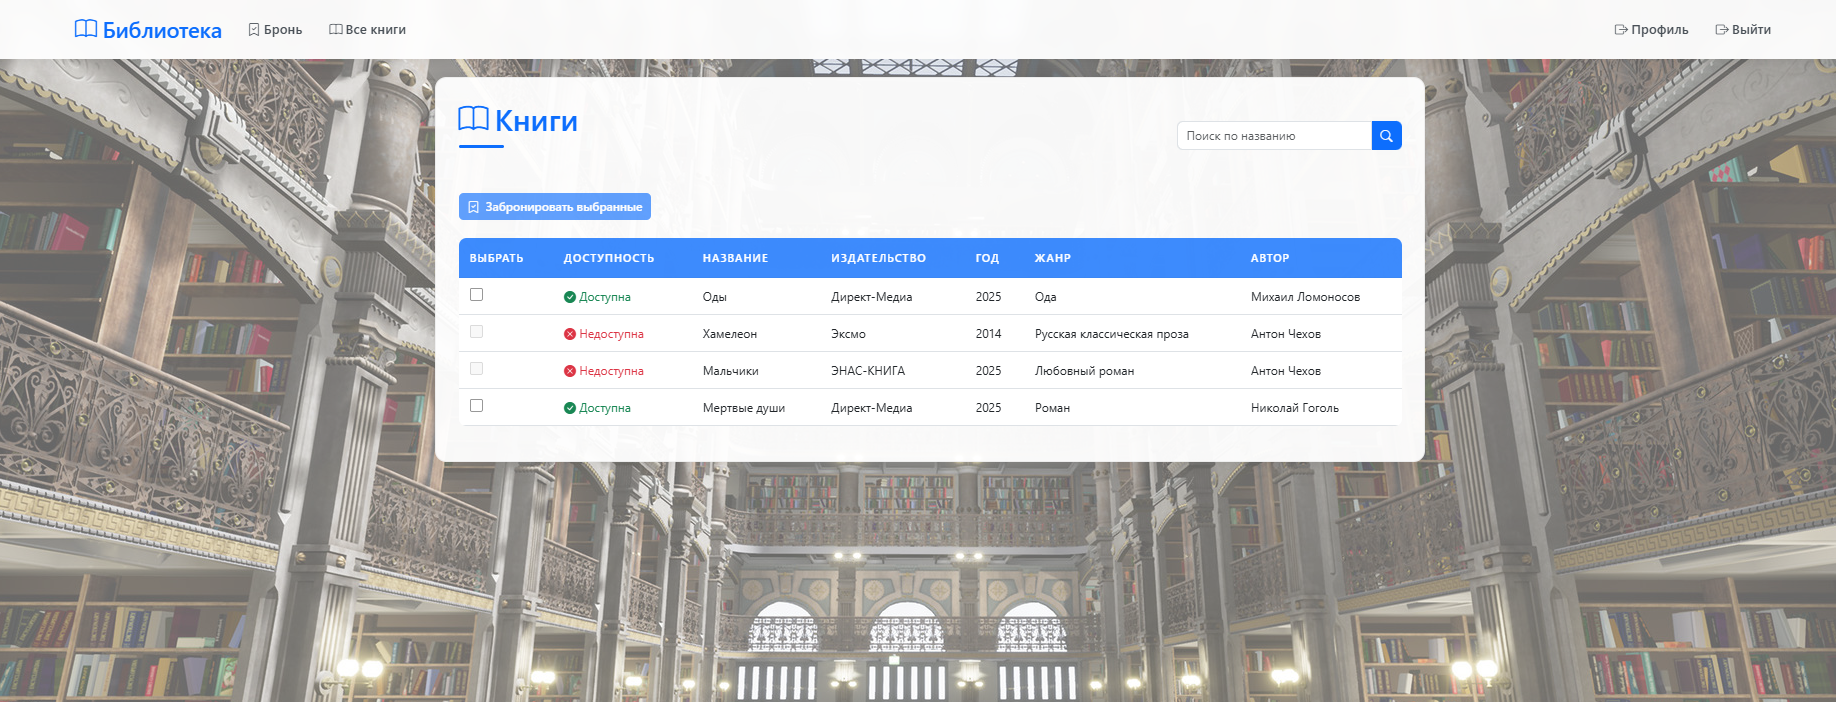 Библиотека Бронь Все книги Профиль Выйти
Книги
Поиск по названию
Забронировать выбранные
ВЫБРАТЬ ДОСТУПНОСТЬ НАЗВАНИЕ ИЗДАТЕЛЬСТВО ГОД ЖАНР АВТОР
Доступна Оды Директ-Медиа 2025 Ода Михаил Ломоносов
Недоступна Хамелеон Эксмо 2014 Русская классическая проза Антон Чехов
Недоступна Мальчики ЭНАС-КНИГА 2025 Любовный роман Антон Чехов
Доступна Мертвые души Директ-Медиа 2025 Роман Николай Гоголь